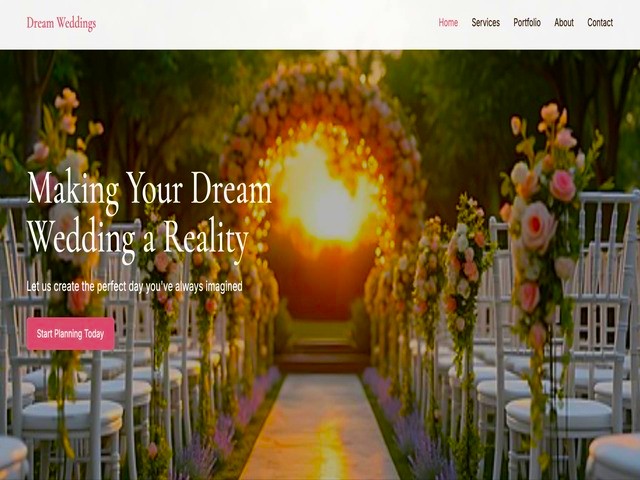 Dream Weddings
Home Services Portfolio About Contact
Making Your Dream
Wedding a Reality
Let us create the perfect day you've always imagined
Start Planning Today